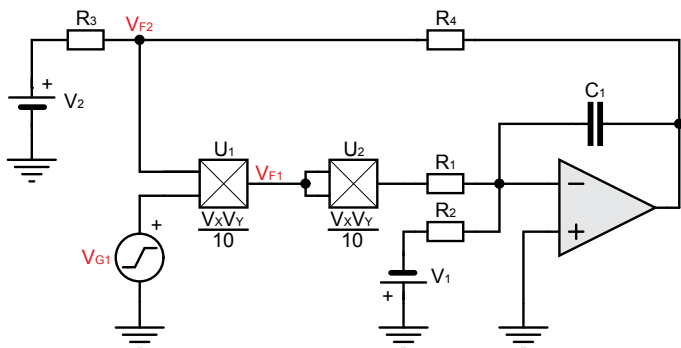 R3 VF2 R4
+ V2
C1
U1 VF1 U2 R1
VXVY VXVY R2
10 10
+ VG1
V1 +
− +